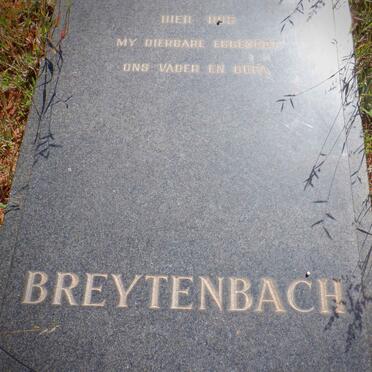 HIER RUS
MY DIERBARE EGGENOOT
ONS VADER EN OUPA
BREYTENBACH